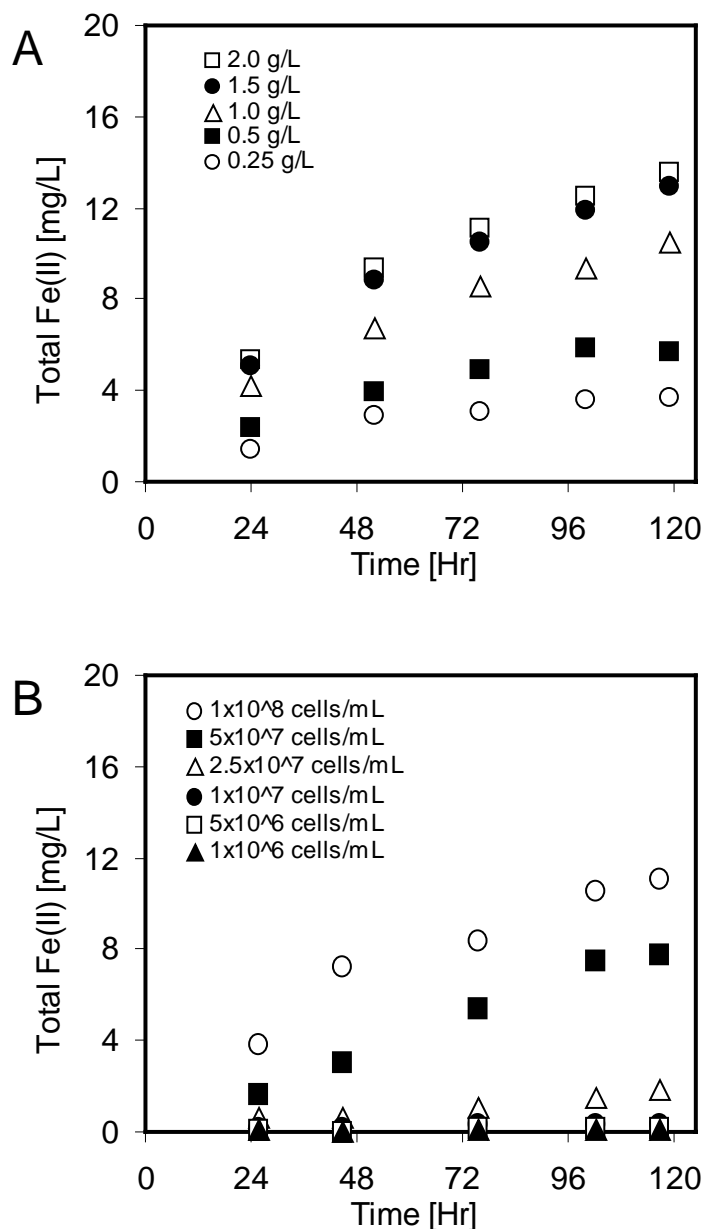 A
20
16
12
8
4
0
Total Fe(II) [mg/L]
2.0 g/L
1.5 g/L
1.0 g/L
0.5 g/L
0.25 g/L
0 24 48 72 96 120
Time [Hr]
B
20
16
12
8
4
0
Total Fe(II) [mg/L]
1x10^8 cells/mL
5x10^7 cells/mL
2.5x10^7 cells/mL
1x10^7 cells/mL
5x10^6 cells/mL
1x10^6 cells/mL
0 24 48 72 96 120
Time [Hr]